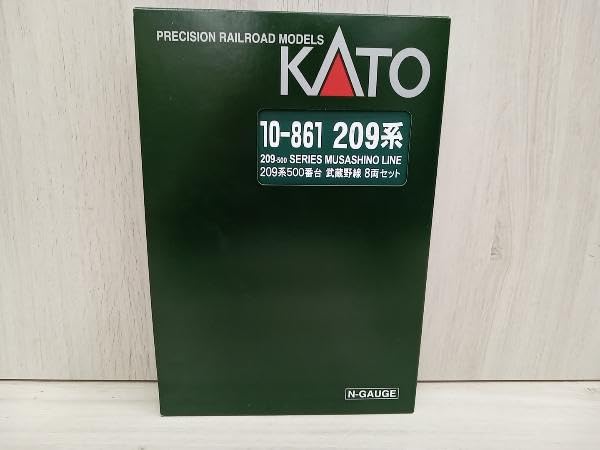 PRECISION RAILROAD MODELS
KATO
10-861 209系
209-500 SERIES MUSASHINO LINE
209系500番台 武蔵野線 8両セット
N-GAUGE